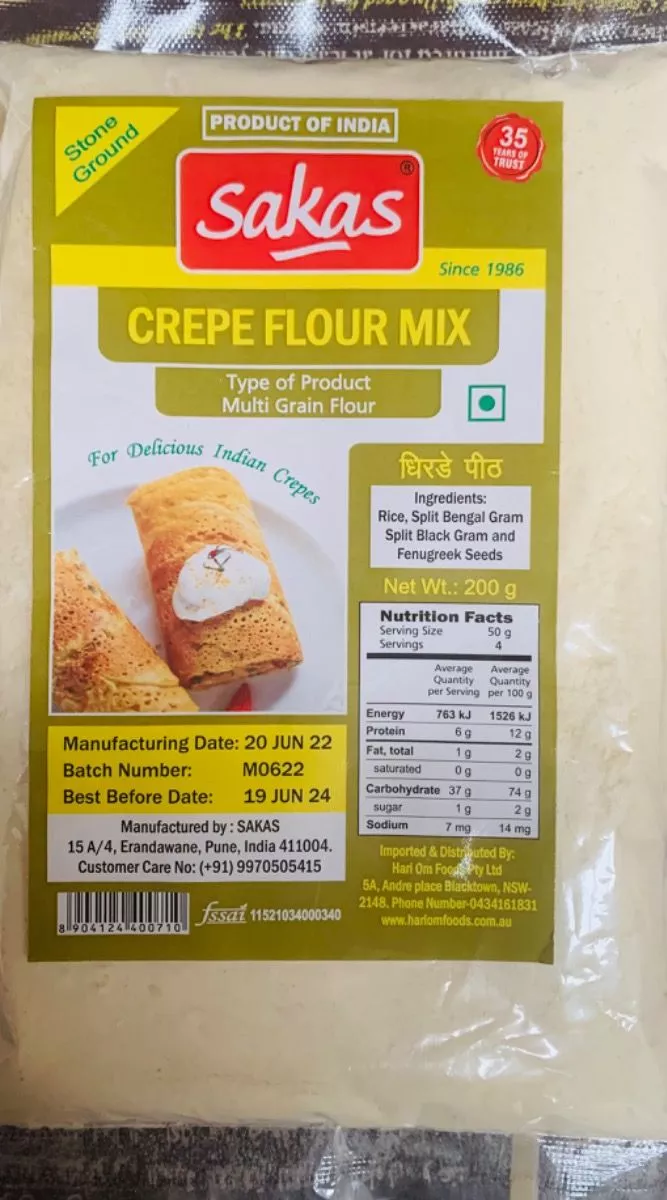 Stone
Ground
PRODUCT OF INDIA
35
YEARS OF
TRUST
Sakas®
Since 1986
CREPE FLOUR MIX
Type of Product
Multi Grain Flour
For Delicious Indian Crepes
धिरडे पीठ
Ingredients:
Rice, Split Bengal Gram
Split Black Gram and
Fenugreek Seeds
Net Wt.: 200 g
Nutrition Facts
Serving Size 50 g
Servings 4
Average Quantity per Serving
Average Quantity per 100 g
Energy 763 kJ 1526 kJ
Protein 6 g 12 g
Fat, total 1 g 2 g
saturated 0 g 0 g
Carbohydrate 37 g 74 g
sugar 1 g 2 g
Sodium 7 mg 14 mg
Manufacturing Date: 20 JUN 22
Batch Number: M0622
Best Before Date: 19 JUN 24
Manufactured by : SAKAS
15 A/4, Erandawane, Pune, India 411004.
Customer Care No: (+91) 9970505415
8 904124 400710
fssai 11521034000340
Imported & Distributed By:
Hari Om Foods Pty Ltd
5A, Andre place Blacktown, NSW-
2148. Phone Number-0434161831
www.hariomfoods.com.au